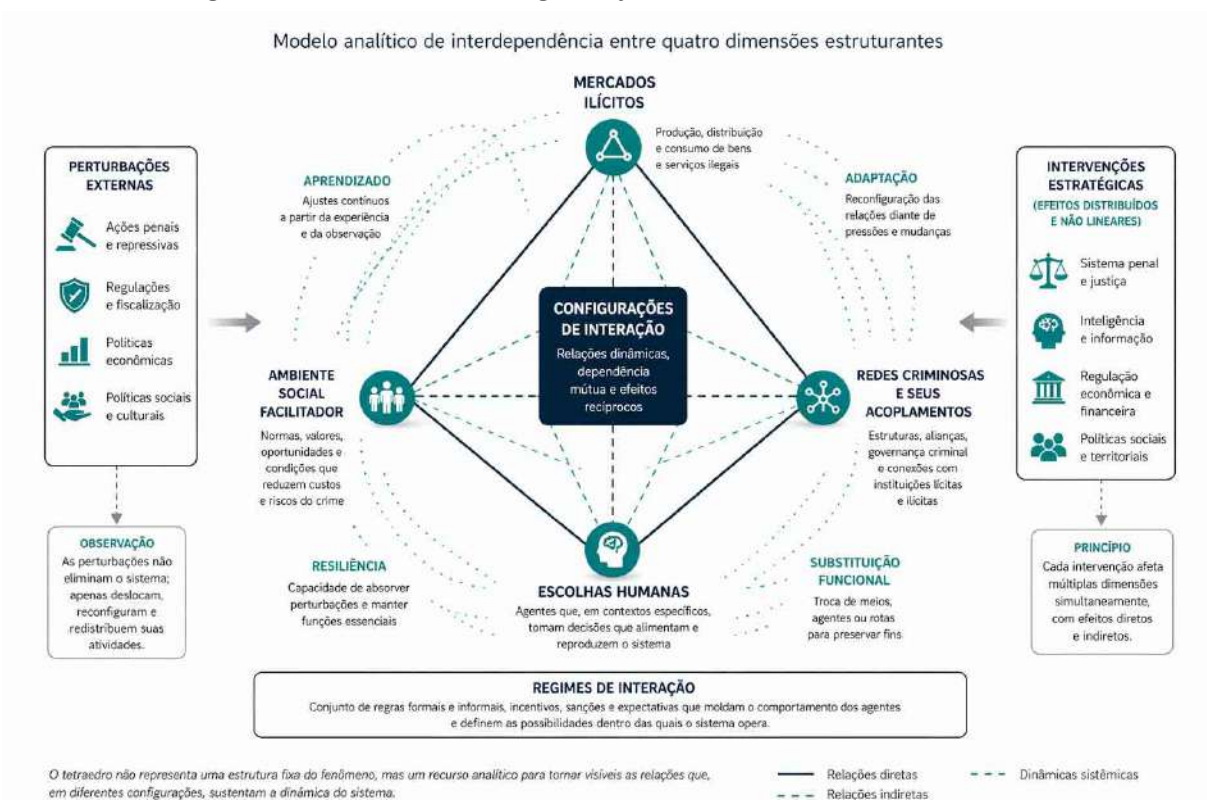 Modelo analítico de interdependência entre quatro dimensões estruturantes
MERCADOS
ILÍCITOS
Produção, distribuição
e consumo de bens
e serviços ilegais
PERTURBAÇÕES
EXTERNAS
Ações penais
e repressivas
Regulações
e fiscalização
Políticas
econômicas
Políticas sociais
e culturais
OBSERVAÇÃO
As perturbações não
eliminam o sistema;
apenas deslocam,
reconfiguram e
redistribuem suas
atividades.
APRENDIZADO
Ajustes contínuos
a partir da experiência
e da observação
ADAPTAÇÃO
Reconfiguração das
relações diante de
pressões e mudanças
CONFIGURAÇÕES
DE INTERAÇÃO
Relações dinâmicas,
dependência
mútua e efeitos
recíprocos
AMBIENTE
SOCIAL
FACILITADOR
Normas, valores,
oportunidades e
condições que
reduzem custos
e riscos do crime
REDES CRIMINOSAS
E SEUS
ACOPLAMENTOS
Estruturas, alianças,
governança criminal
e conexões com
instituições lícitas
e ilícitas
RESILIÊNCIA
Capacidade de absorver
perturbações e manter
funções essenciais
ESCOLHAS HUMANAS
Agentes que, em contextos específicos,
tomam decisões que alimentam e
reproduzem o sistema
SUBSTITUIÇÃO
FUNCIONAL
Troca de meios,
agentes ou rotas
para preservar fins
INTERVENÇÕES
ESTRATÉGICAS
(EFEITOS DISTRIBUÍDOS
E NÃO LINEARES)
Sistema penal
e justiça
Inteligência
e informação
Regulação
econômica e
financeira
Políticas sociais
e territoriais
PRINCÍPIO
Cada intervenção afeta
múltiplas dimensões
simultaneamente,
com efeitos diretos
e indiretos.
REGIMES DE INTERAÇÃO
Conjunto de regras formais e informais, incentivos, sanções e expectativas que moldam o comportamento dos agentes
e definem as possibilidades dentro das quais o sistema opera.
O tetraedro não representa uma estrutura fixa do fenômeno, mas um recurso analítico para tornar visíveis as relações que,
em diferentes configurações, sustentam a dinâmica do sistema.
Relações diretas
Relações indiretas
Dinâmicas sistêmicas